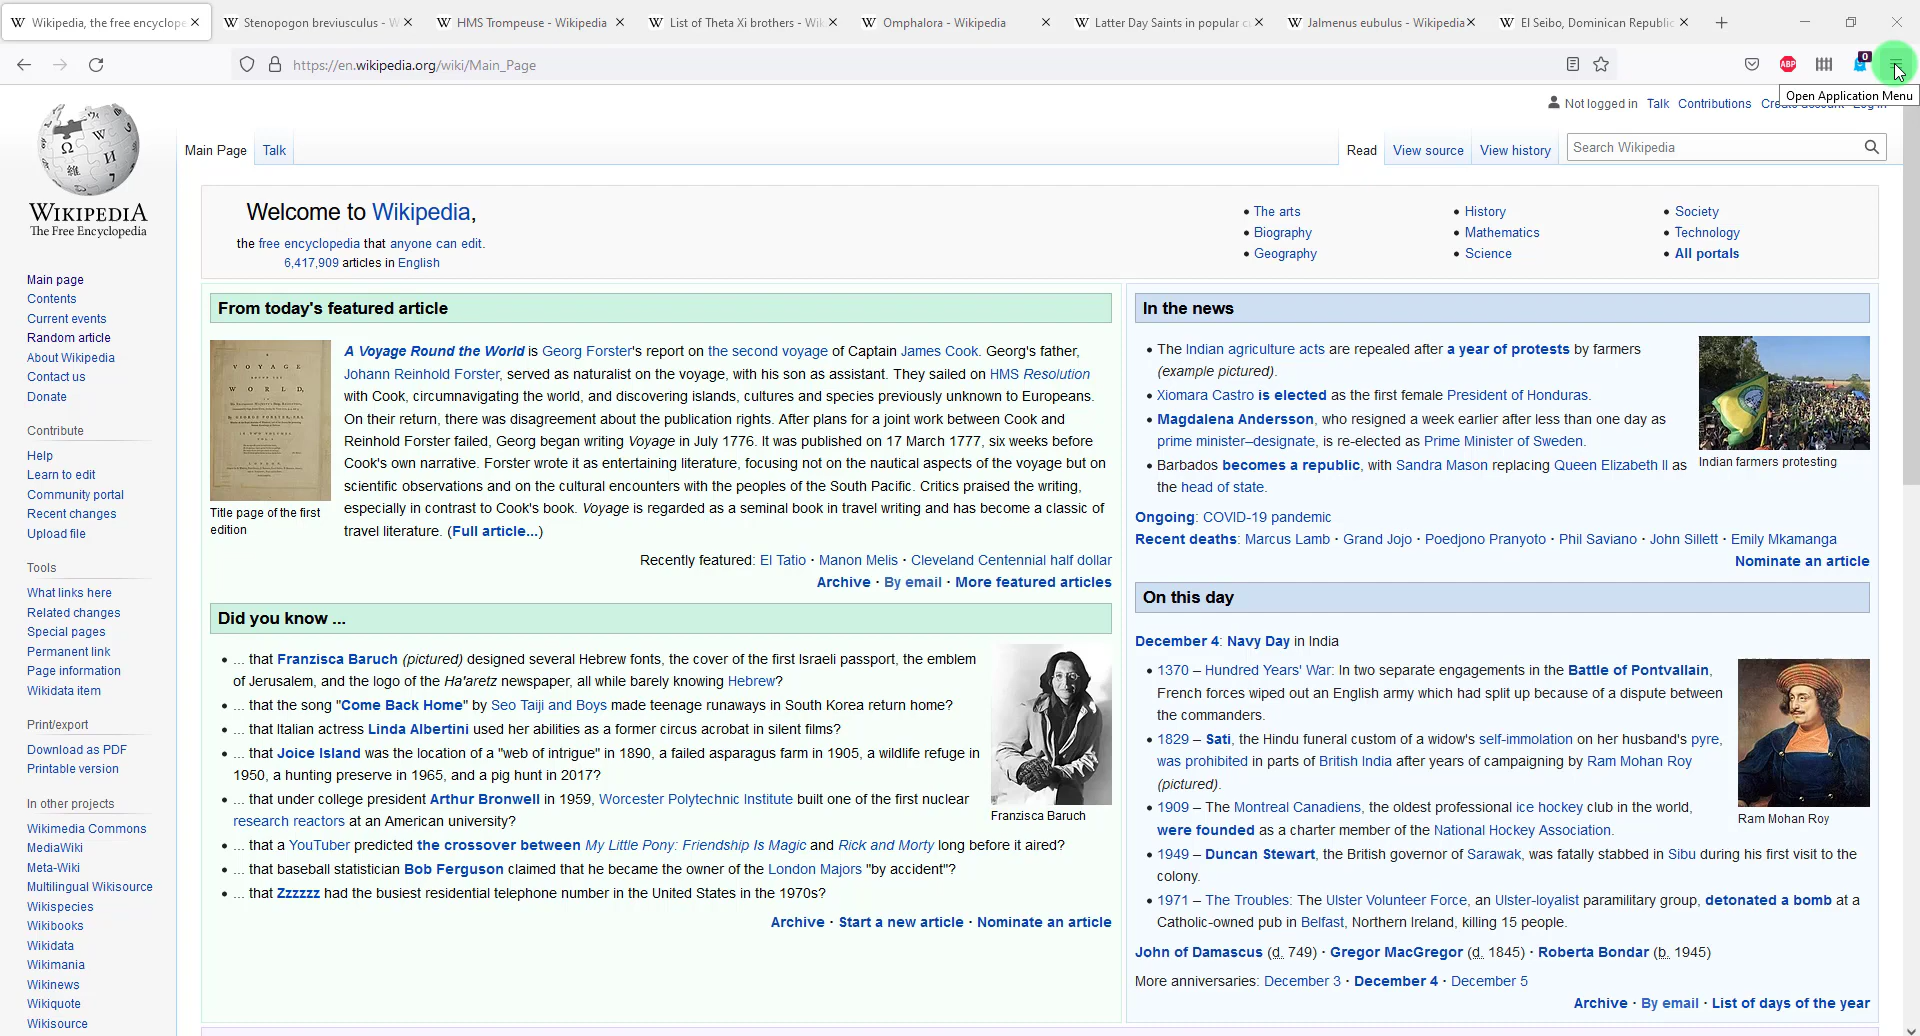 Wikipedia, the free encyclope
Stenopogon breviusculus - W
HMS Trompeuse - Wikipedia
List of Theta Xi brothers - Wik
Omphalora - Wikipedia
Latter Day Saints in popular c
Jalmenus eubulus - Wikipedia
El Seibo, Dominican Republic
https://en.wikipedia.org/wiki/Main_Page
ABP
0
Open Application Menu
Not logged in Talk Contributions
WIKIPEDIA
The Free Encyclopedia
Main Page Talk
Read View source View history
Search Wikipedia
Main page
Contents
Current events
Random article
About Wikipedia
Contact us
Donate
Contribute
Help
Learn to edit
Community portal
Recent changes
Upload file
Tools
What links here
Related changes
Special pages
Permanent link
Page information
Wikidata item
Print/export
Download as PDF
Printable version
In other projects
Wikimedia Commons
MediaWiki
Meta-Wiki
Multilingual Wikisource
Wikispecies
Wikibooks
Wikidata
Wikimania
Wikinews
Wikiquote
Wikisource
Welcome to Wikipedia,
the free encyclopedia that anyone can edit.
6,417,909 articles in English
• The arts
• Biography
• Geography
• History
• Mathematics
• Science
• Society
• Technology
• All portals
From today's featured article
VOYAGE
WORLD,
Title page of the first
edition
A Voyage Round the World is Georg Forster's report on the second voyage of Captain James Cook. Georg's father,
Johann Reinhold Forster, served as naturalist on the voyage, with his son as assistant. They sailed on HMS Resolution
with Cook, circumnavigating the world, and discovering islands, cultures and species previously unknown to Europeans.
On their return, there was disagreement about the publication rights. After plans for a joint work between Cook and
Reinhold Forster failed, Georg began writing Voyage in July 1776. It was published on 17 March 1777, six weeks before
Cook's own narrative. Forster wrote it as entertaining literature, focusing not on the nautical aspects of the voyage but on
scientific observations and on the cultural encounters with the peoples of the South Pacific. Critics praised the writing,
especially in contrast to Cook's book. Voyage is regarded as a seminal book in travel writing and has become a classic of
travel literature. (Full article...)
Recently featured: El Tatio · Manon Melis · Cleveland Centennial half dollar
Archive · By email · More featured articles
Did you know ...
• ... that Franzisca Baruch (pictured) designed several Hebrew fonts, the cover of the first Israeli passport, the emblem
of Jerusalem, and the logo of the Ha'aretz newspaper, all while barely knowing Hebrew?
• ... that the song "Come Back Home" by Seo Taiji and Boys made teenage runaways in South Korea return home?
• ... that Italian actress Linda Albertini used her abilities as a former circus acrobat in silent films?
• ... that Joice Island was the location of a "web of intrigue" in 1890, a failed asparagus farm in 1905, a wildlife refuge in
1950, a hunting preserve in 1965, and a pig hunt in 2017?
• ... that under college president Arthur Bronwell in 1959, Worcester Polytechnic Institute built one of the first nuclear
research reactors at an American university?
• ... that a YouTuber predicted the crossover between My Little Pony: Friendship Is Magic and Rick and Morty long before it aired?
• ... that baseball statistician Bob Ferguson claimed that he became the owner of the London Majors "by accident"?
• ... that Zzzzzz had the busiest residential telephone number in the United States in the 1970s?
Franzisca Baruch
Archive · Start a new article · Nominate an article
In the news
• The Indian agriculture acts are repealed after a year of protests by farmers
(example pictured).
• Xiomara Castro is elected as the first female President of Honduras.
• Magdalena Andersson, who resigned a week earlier after less than one day as
prime minister–designate, is re-elected as Prime Minister of Sweden.
• Barbados becomes a republic, with Sandra Mason replacing Queen Elizabeth II as
the head of state.
Indian farmers protesting
Ongoing: COVID-19 pandemic
Recent deaths: Marcus Lamb · Grand Jojo · Poedjono Pranyoto · Phil Saviano · John Sillett · Emily Mkamanga
Nominate an article
On this day
December 4: Navy Day in India
• 1370 – Hundred Years' War: In two separate engagements in the Battle of Pontvallain,
French forces wiped out an English army which had split up because of a dispute between
the commanders.
• 1829 – Sati, the Hindu funeral custom of a widow's self-immolation on her husband's pyre,
was prohibited in parts of British India after years of campaigning by Ram Mohan Roy
(pictured).
• 1909 – The Montreal Canadiens, the oldest professional ice hockey club in the world,
were founded as a charter member of the National Hockey Association.
• 1949 – Duncan Stewart, the British governor of Sarawak, was fatally stabbed in Sibu during his first visit to the
colony.
• 1971 – The Troubles: The Ulster Volunteer Force, an Ulster-loyalist paramilitary group, detonated a bomb at a
Catholic-owned pub in Belfast, Northern Ireland, killing 15 people.
Ram Mohan Roy
John of Damascus (d. 749) · Gregor MacGregor (d. 1845) · Roberta Bondar (b. 1945)
More anniversaries: December 3 · December 4 · December 5
Archive · By email · List of days of the year